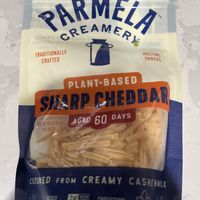 PARMELA
CREAMERY
TRADITIONALLY
CRAFTED
MELTING
SHREDS
PLANT-BASED
SHARP CHEDDAR
AGED 60 DAYS
CULTURED FROM CREAMY CASHEWMILK